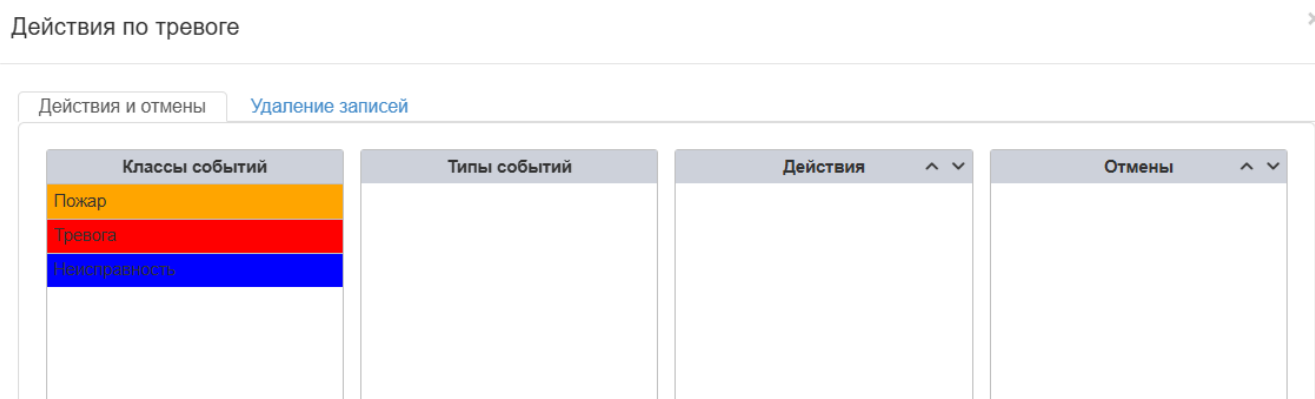 Действия по тревоге
Действия и отмены Удаление записей
Классы событий Типы событий Действия Отмены
Пожар
Тревога
Неисправность